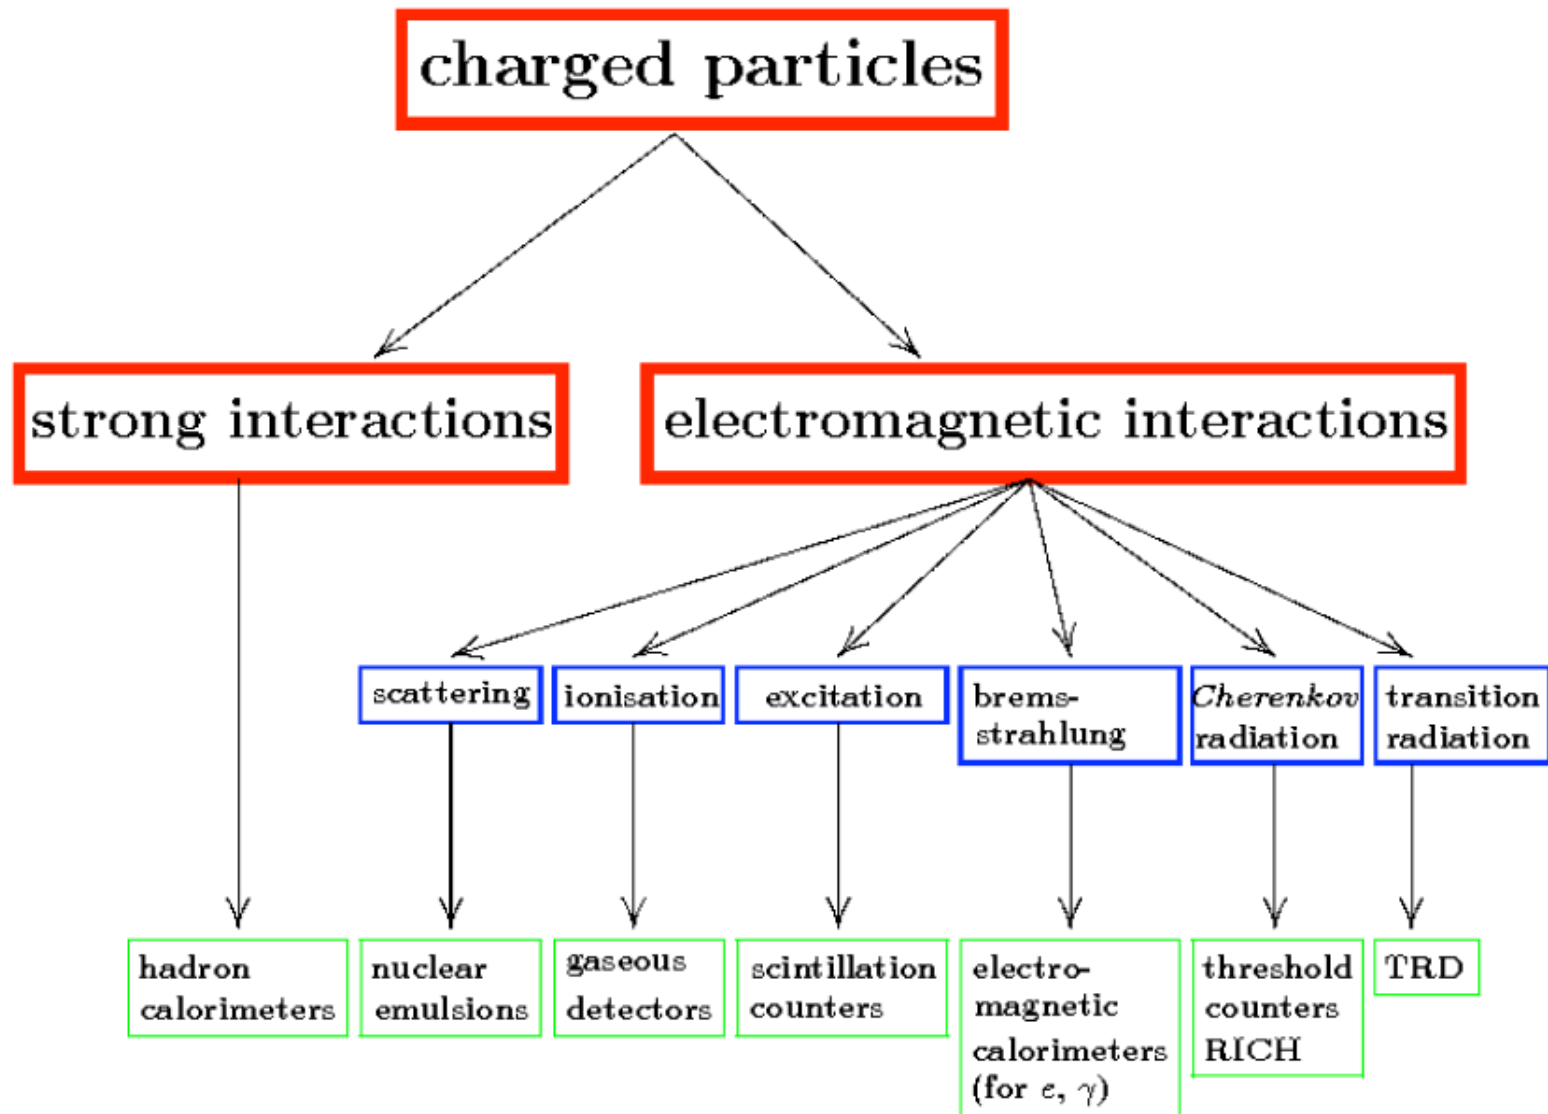 charged particles
strong interactions
electromagnetic interactions
scattering
ionisation
excitation
brems-
strahlung
Cherenkov
radiation
transition
radiation
hadron
calorimeters
nuclear
emulsions
gaseous
detectors
scintillation
counters
electro-
magnetic
calorimeters
(for e, γ)
threshold
counters
RICH
TRD